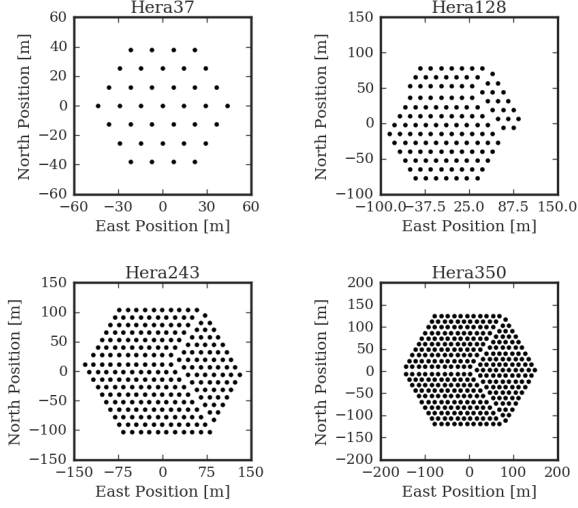 Hera37
60
40
20
0
−20
−40
−60
−60 −30 0 30 60
North Position [m]
East Position [m]
Hera128
150
100
50
0
−50
−100
−100.0 −37.5 25.0 87.5 150.0
North Position [m]
East Position [m]
Hera243
150
100
50
0
−50
−100
−150
−150 −75 0 75 150
North Position [m]
East Position [m]
Hera350
200
150
100
50
0
−50
−100
−150
−200
−200 −100 0 100 200
North Position [m]
East Position [m]